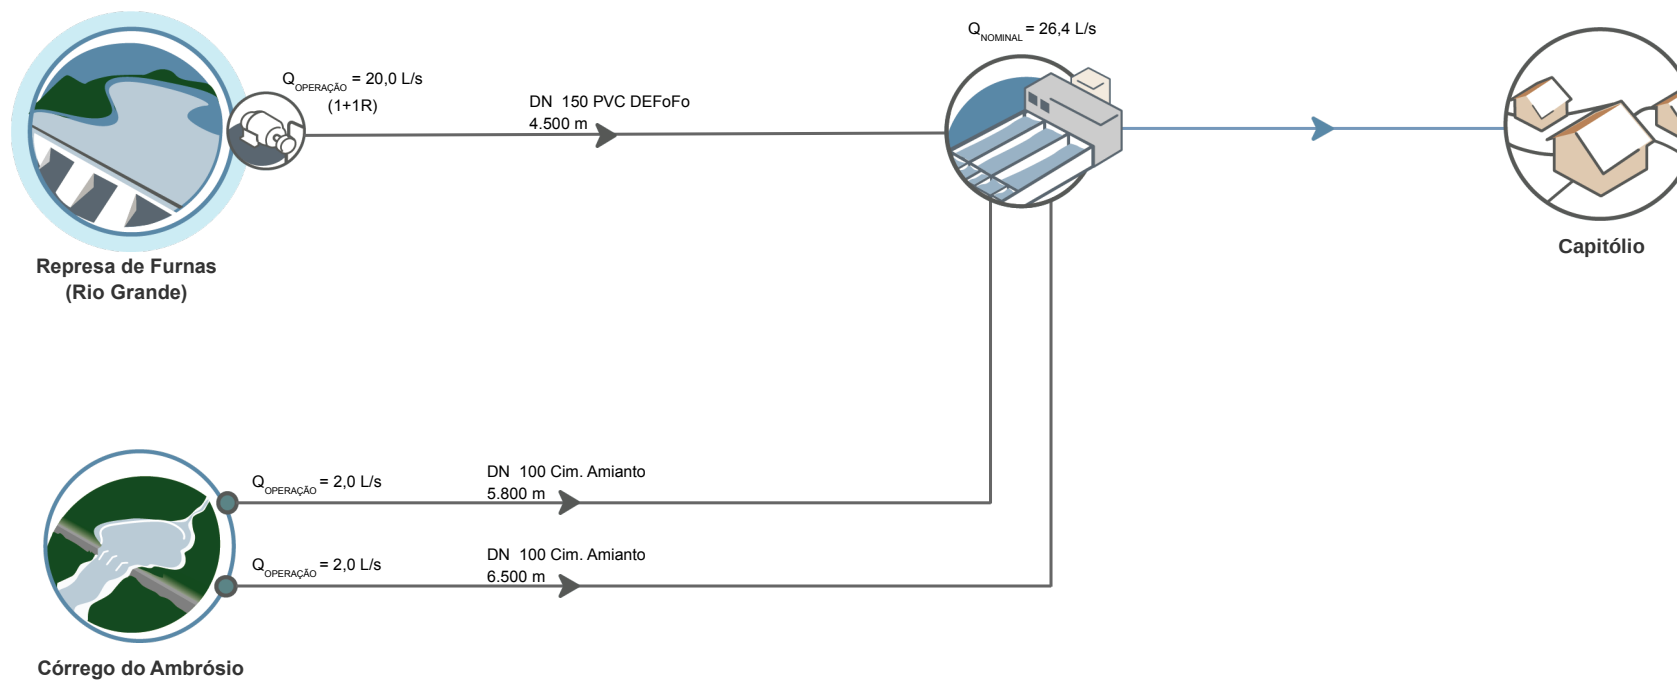 Q NOMINAL = 26,4 L/s
Q OPERAÇÃO = 20,0 L/s
(1+1R)
DN 150 PVC DEFoFo
4.500 m
Represa de Furnas
(Rio Grande)
Capitólio
Q OPERAÇÃO = 2,0 L/s
DN 100 Cim. Amianto
5.800 m
Q OPERAÇÃO = 2,0 L/s
DN 100 Cim. Amianto
6.500 m
Córrego do Ambrósio